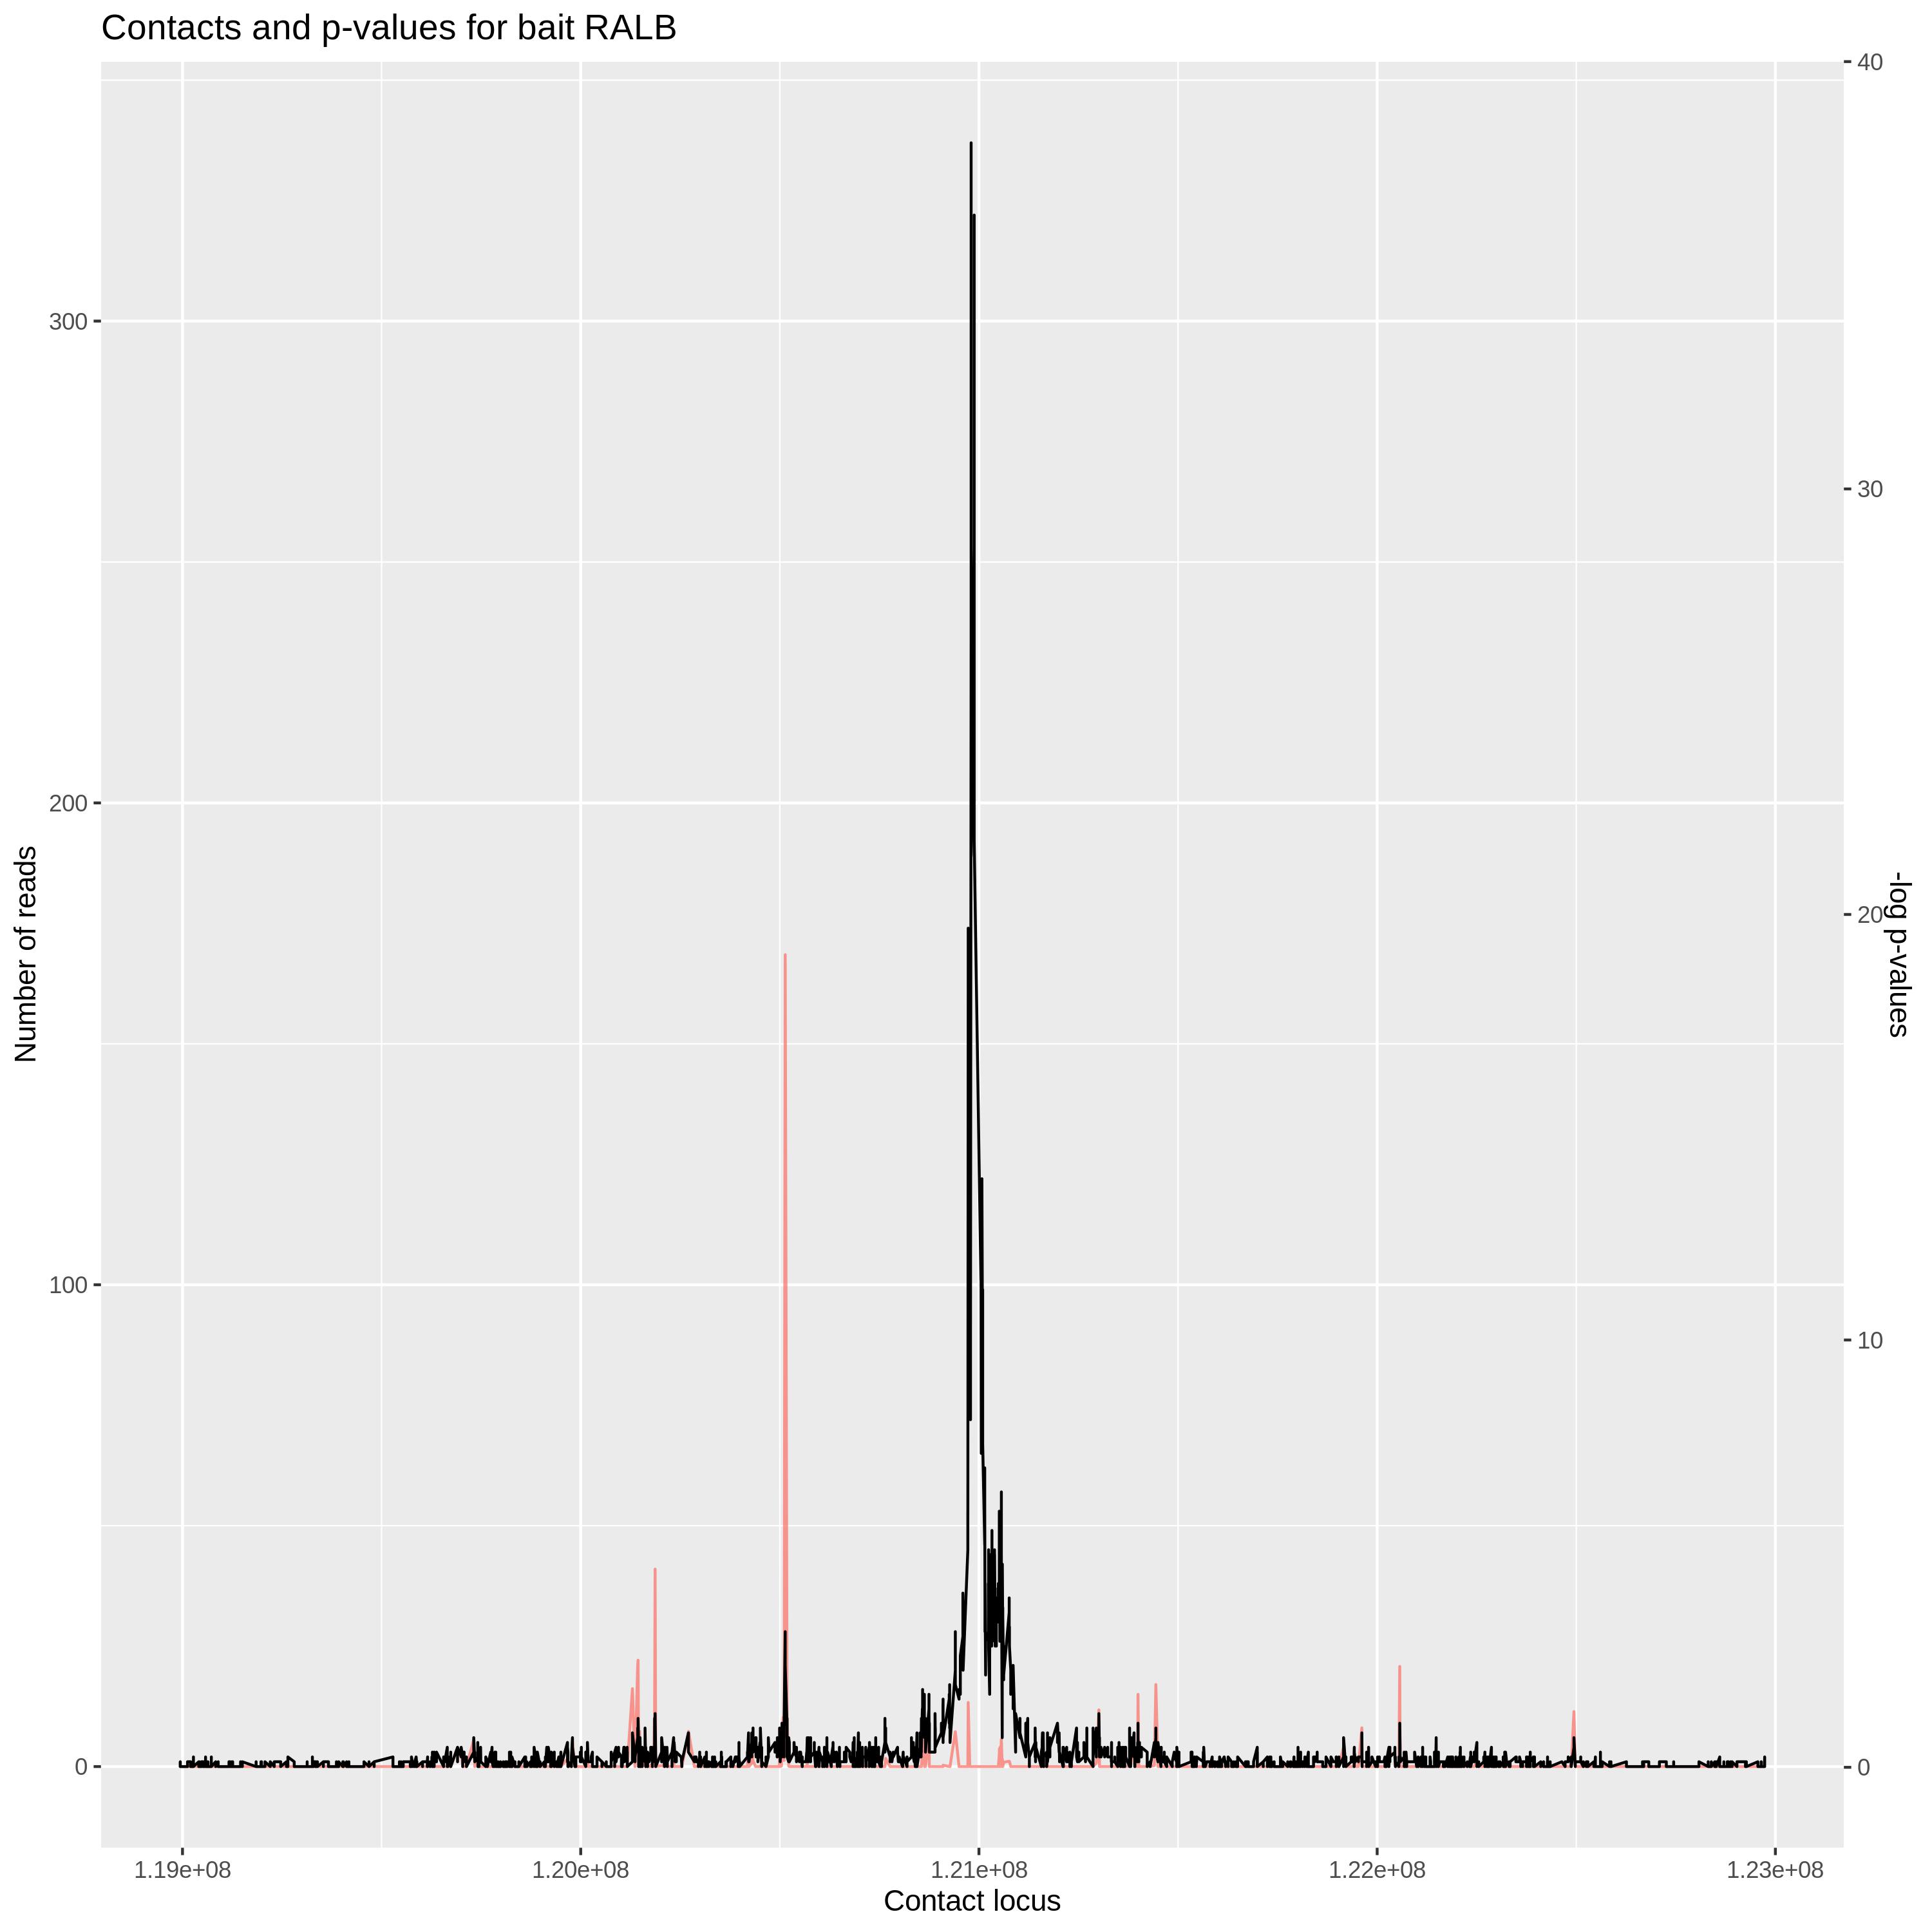 Contacts and p-values for bait RALB
40
300
30
200
20
Number of reads
-log p-values
100
10
0
0
1.19e+08
1.20e+08
1.21e+08
1.22e+08
1.23e+08
Contact locus